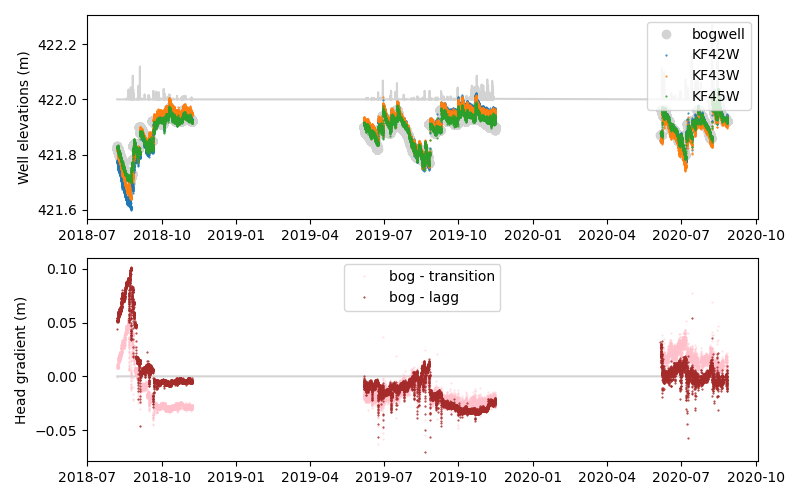 Well elevations (m)
422.2
422.0
421.8
421.6
bogwell
KF42W
KF43W
KF45W
2018-07 2018-10 2019-01 2019-04 2019-07 2019-10 2020-01 2020-04 2020-07 2020-10
Head gradient (m)
0.10
0.05
0.00
−0.05
bog - transition
bog - lagg
2018-07 2018-10 2019-01 2019-04 2019-07 2019-10 2020-01 2020-04 2020-07 2020-10